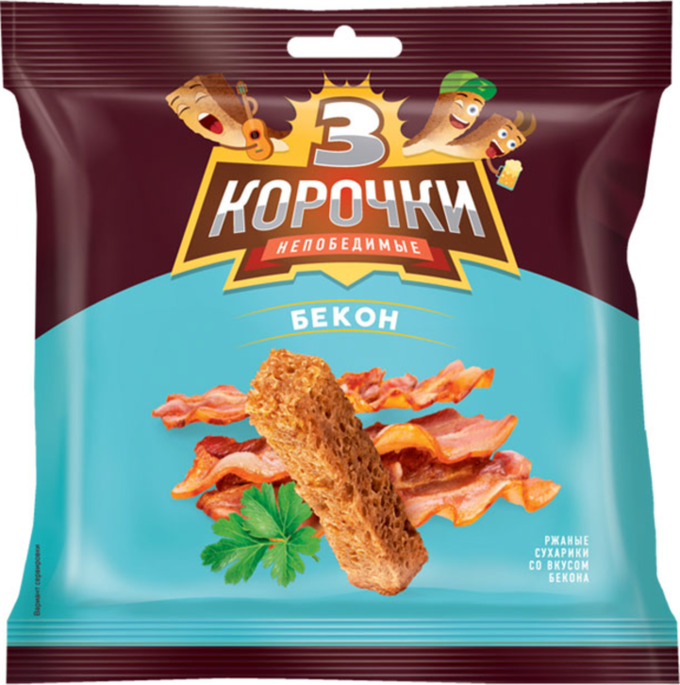 3
КОРОЧКИ
НЕПОБЕДИМЫЕ
БЕКОН
РЖАНЫЕ
СУХАРИКИ
СО ВКУСОМ
БЕКОНА
Вариант сервировки